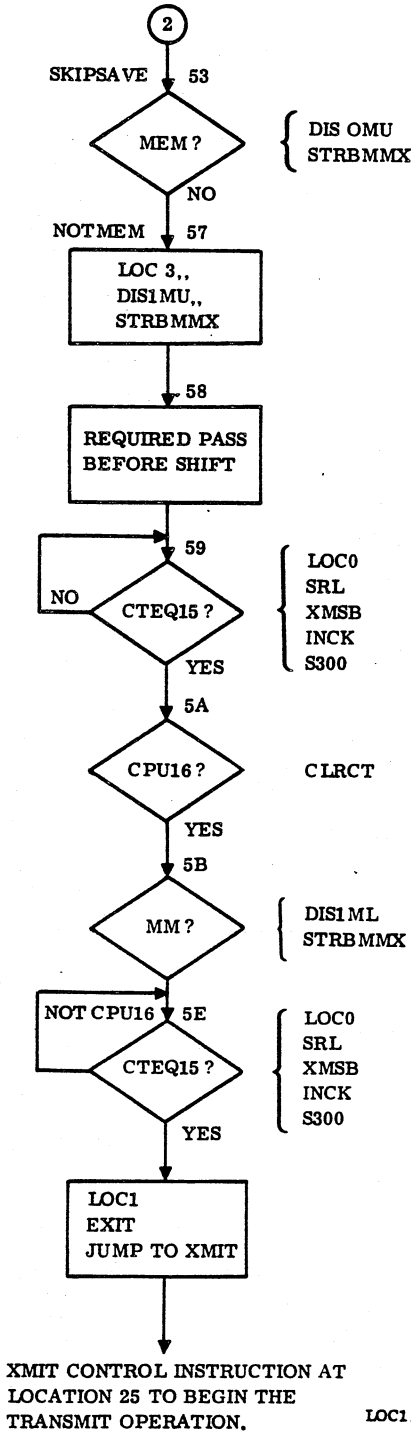 2
SKIPSAVE 53
MEM?
DIS OMU
STRBMMX
NO
NOTMEM 57
LOC 3,,
DIS1MU,,
STRBMMX
58
REQUIRED PASS
BEFORE SHIFT
59
NO
CTEQ15?
LOC0
SRL
XMSB
INCK
S300
YES
5A
CPU16?
CLRCT
YES
5B
MM?
DIS1ML
STRBMMX
NOT CPU16 5E
CTEQ15?
LOC0
SRL
XMSB
INCK
S300
YES
LOC1
EXIT
JUMP TO XMIT
XMIT CONTROL INSTRUCTION AT
LOCATION 25 TO BEGIN THE
TRANSMIT OPERATION.
LOC1